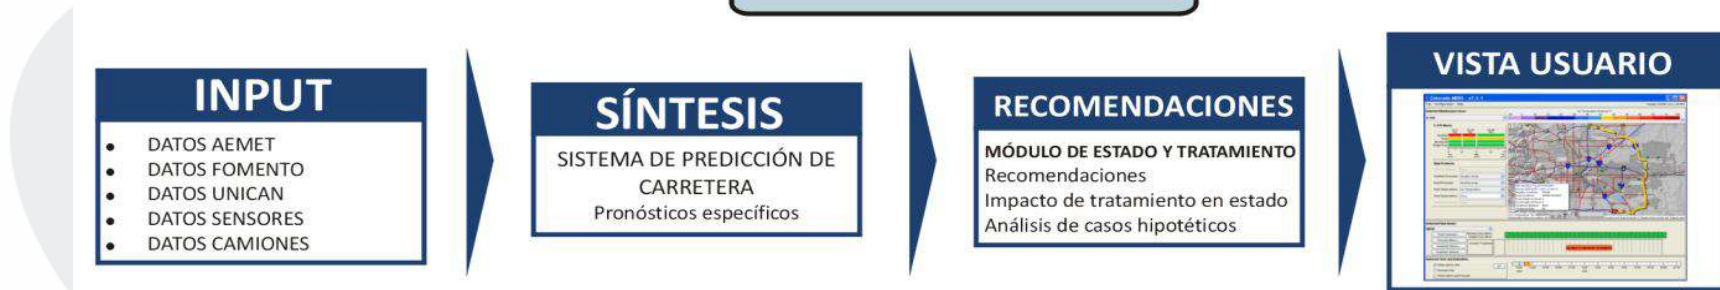 INPUT
• DATOS AEMET
• DATOS FOMENTO
• DATOS UNICAN
• DATOS SENSORES
• DATOS CAMIONES
SÍNTESIS
SISTEMA DE PREDICCIÓN DE
CARRETERA
Pronósticos específicos
RECOMENDACIONES
MÓDULO DE ESTADO Y TRATAMIENTO
Recomendaciones
Impacto de tratamiento en estado
Análisis de casos hipotéticos
VISTA USUARIO